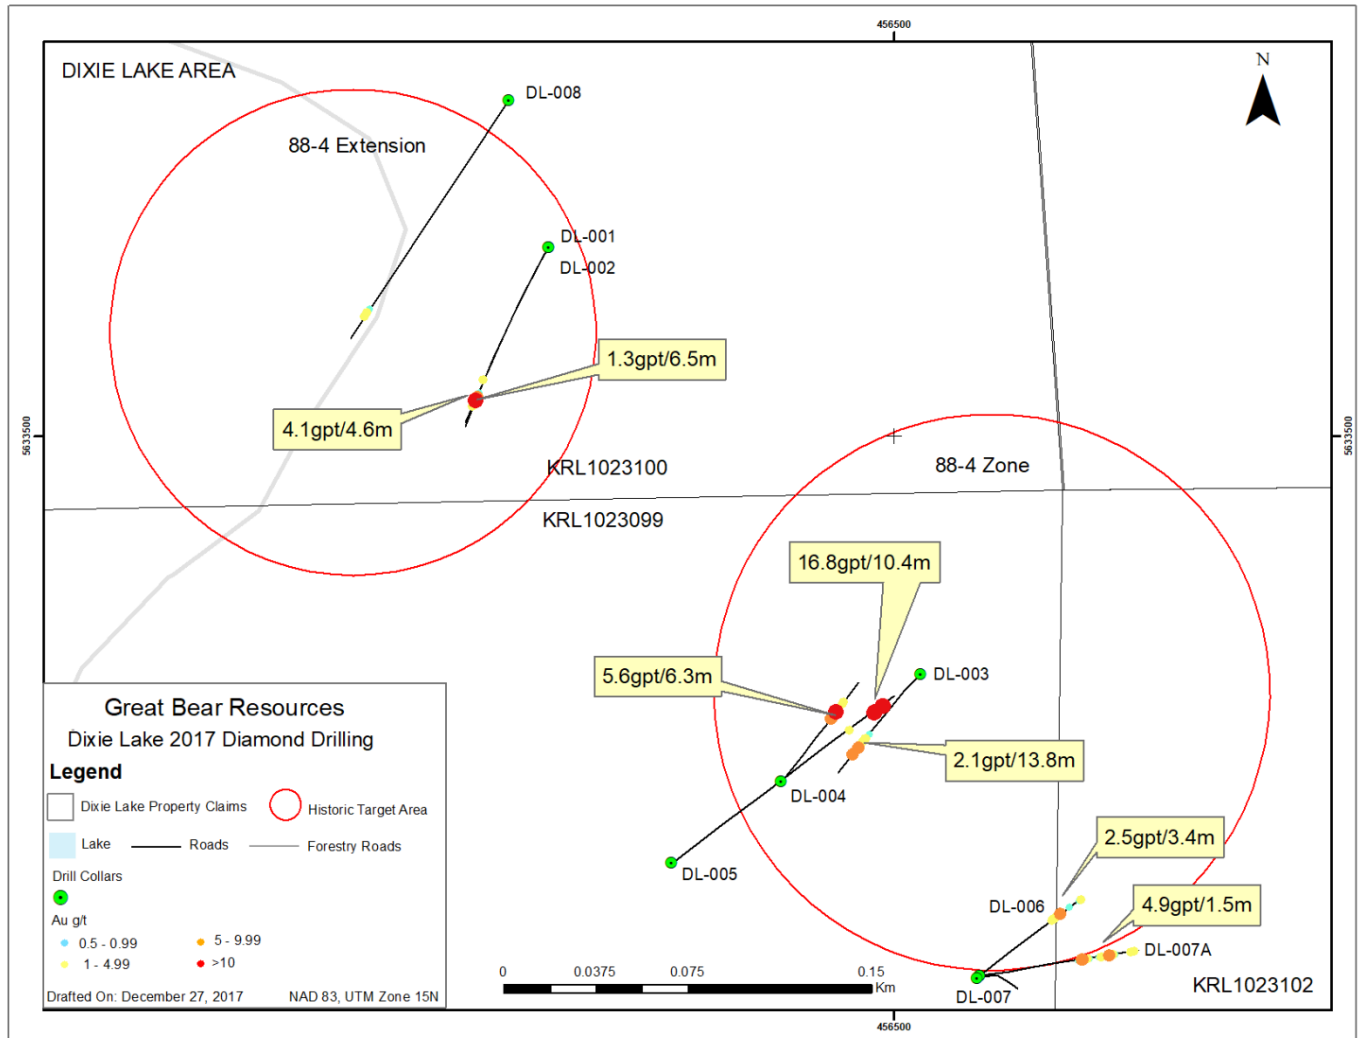 456500
DIXIE LAKE AREA
N
DL-008
88-4 Extension
DL-001
DL-002
1.3gpt/6.5m
4.1gpt/4.6m
5633500
5633500
88-4 Zone
KRL1023100
KRL1023099
16.8gpt/10.4m
5.6gpt/6.3m
DL-003
2.1gpt/13.8m
DL-004
DL-005
2.5gpt/3.4m
DL-006
4.9gpt/1.5m
DL-007A
DL-007
KRL1023102
Great Bear Resources
Dixie Lake 2017 Diamond Drilling
Legend
Dixie Lake Property Claims
Historic Target Area
Lake
Roads
Forestry Roads
Drill Collars
Au g/t
0.5 - 0.99
5 - 9.99
1 - 4.99
>10
Drafted On: December 27, 2017
NAD 83, UTM Zone 15N
0 0.0375 0.075 0.15
Km
456500